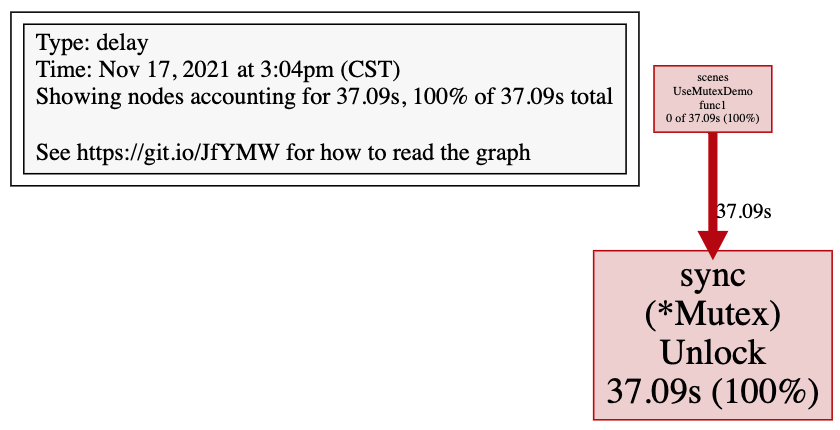 Type: delay
Time: Nov 17, 2021 at 3:04pm (CST)
Showing nodes accounting for 37.09s, 100% of 37.09s total
See https://git.io/JfYMW for how to read the graph
scenes
UseMutexDemo
func1
0 of 37.09s (100%)
37.09s
sync
(*Mutex)
Unlock
37.09s (100%)